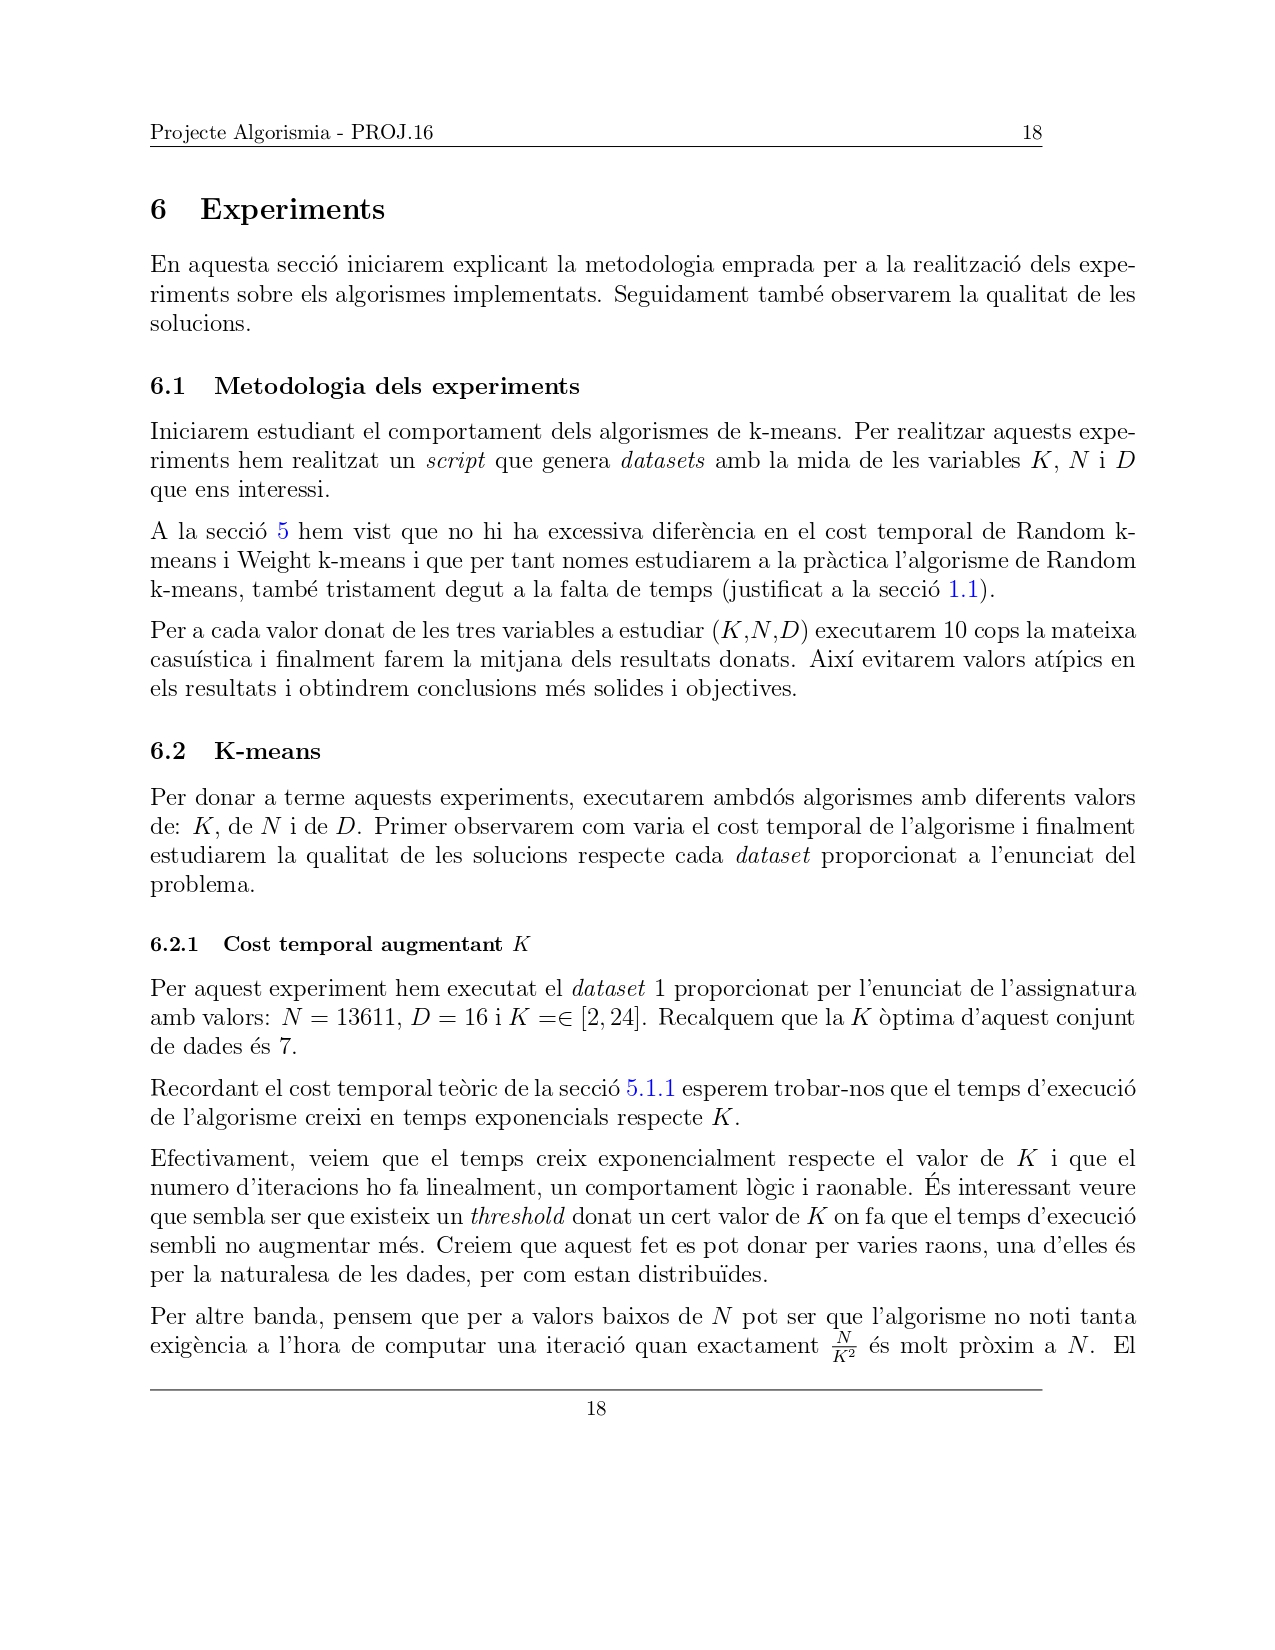 Projecte Algorismia - PROJ.16 18
6 Experiments
En aquesta secció iniciarem explicant la metodologia emprada per a la realització dels expe-
riments sobre els algorismes implementats. Seguidament també observarem la qualitat de les
solucions.
6.1 Metodologia dels experiments
Iniciarem estudiant el comportament dels algorismes de k-means. Per realitzar aquests expe-
riments hem realitzat un script que genera datasets amb la mida de les variables K, N i D
que ens interessi.
A la secció 5 hem vist que no hi ha excessiva diferència en el cost temporal de Random k-
means i Weight k-means i que per tant nomes estudiarem a la pràctica l'algorisme de Random
k-means, també tristament degut a la falta de temps (justificat a la secció 1.1).
Per a cada valor donat de les tres variables a estudiar (K,N,D) executarem 10 cops la mateixa
casuística i finalment farem la mitjana dels resultats donats. Així evitarem valors atípics en
els resultats i obtindrem conclusions més solides i objectives.
6.2 K-means
Per donar a terme aquests experiments, executarem ambdós algorismes amb diferents valors
de: K, de N i de D. Primer observarem com varia el cost temporal de l'algorisme i finalment
estudiarem la qualitat de les solucions respecte cada dataset proporcionat a l'enunciat del
problema.
6.2.1 Cost temporal augmentant K
Per aquest experiment hem executat el dataset 1 proporcionat per l'enunciat de l'assignatura
amb valors: N = 13611, D = 16 i K =∈ [2, 24]. Recalquem que la K òptima d'aquest conjunt
de dades és 7.
Recordant el cost temporal teòric de la secció 5.1.1 esperem trobar-nos que el temps d'execució
de l'algorisme creixi en temps exponencials respecte K.
Efectivament, veiem que el temps creix exponencialment respecte el valor de K i que el
numero d'iteracions ho fa linealment, un comportament lògic i raonable. És interessant veure
que sembla ser que existeix un threshold donat un cert valor de K on fa que el temps d'execució
sembli no augmentar més. Creiem que aquest fet es pot donar per varies raons, una d'elles és
per la naturalesa de les dades, per com estan distribuïdes.
Per altre banda, pensem que per a valors baixos de N pot ser que l'algorisme no noti tanta
exigència a l'hora de computar una iteració quan exactament N/K² és molt pròxim a N. El
18